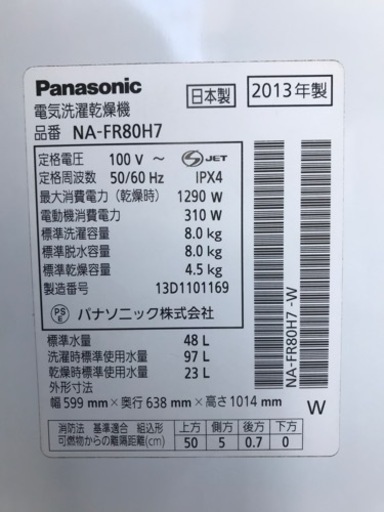 Panasonic 日本製 2013年製
電気洗濯乾燥機
品番 NA-FR80H7
定格電圧 100 V ～ JET
定格周波数 50/60 Hz IPX4
最大消費電力（乾燥時） 1290 W
電動機消費電力 310 W
標準洗濯容量 8.0 kg
標準脱水容量 8.0 kg
標準乾燥容量 4.5 kg
製造番号 13D1101169
PSE パナソニック株式会社
標準水量 48 L
洗濯時標準使用水量 97 L
乾燥時標準使用水量 23 L
外形寸法
幅 599 mm×奥行 638 mm×高さ 1014 mm W
消防法 基準適合 組込形 上方 側方 後方 下方
可燃物からの離隔距離(cm) 50 5 0.7 0
NA-FR80H7 -W